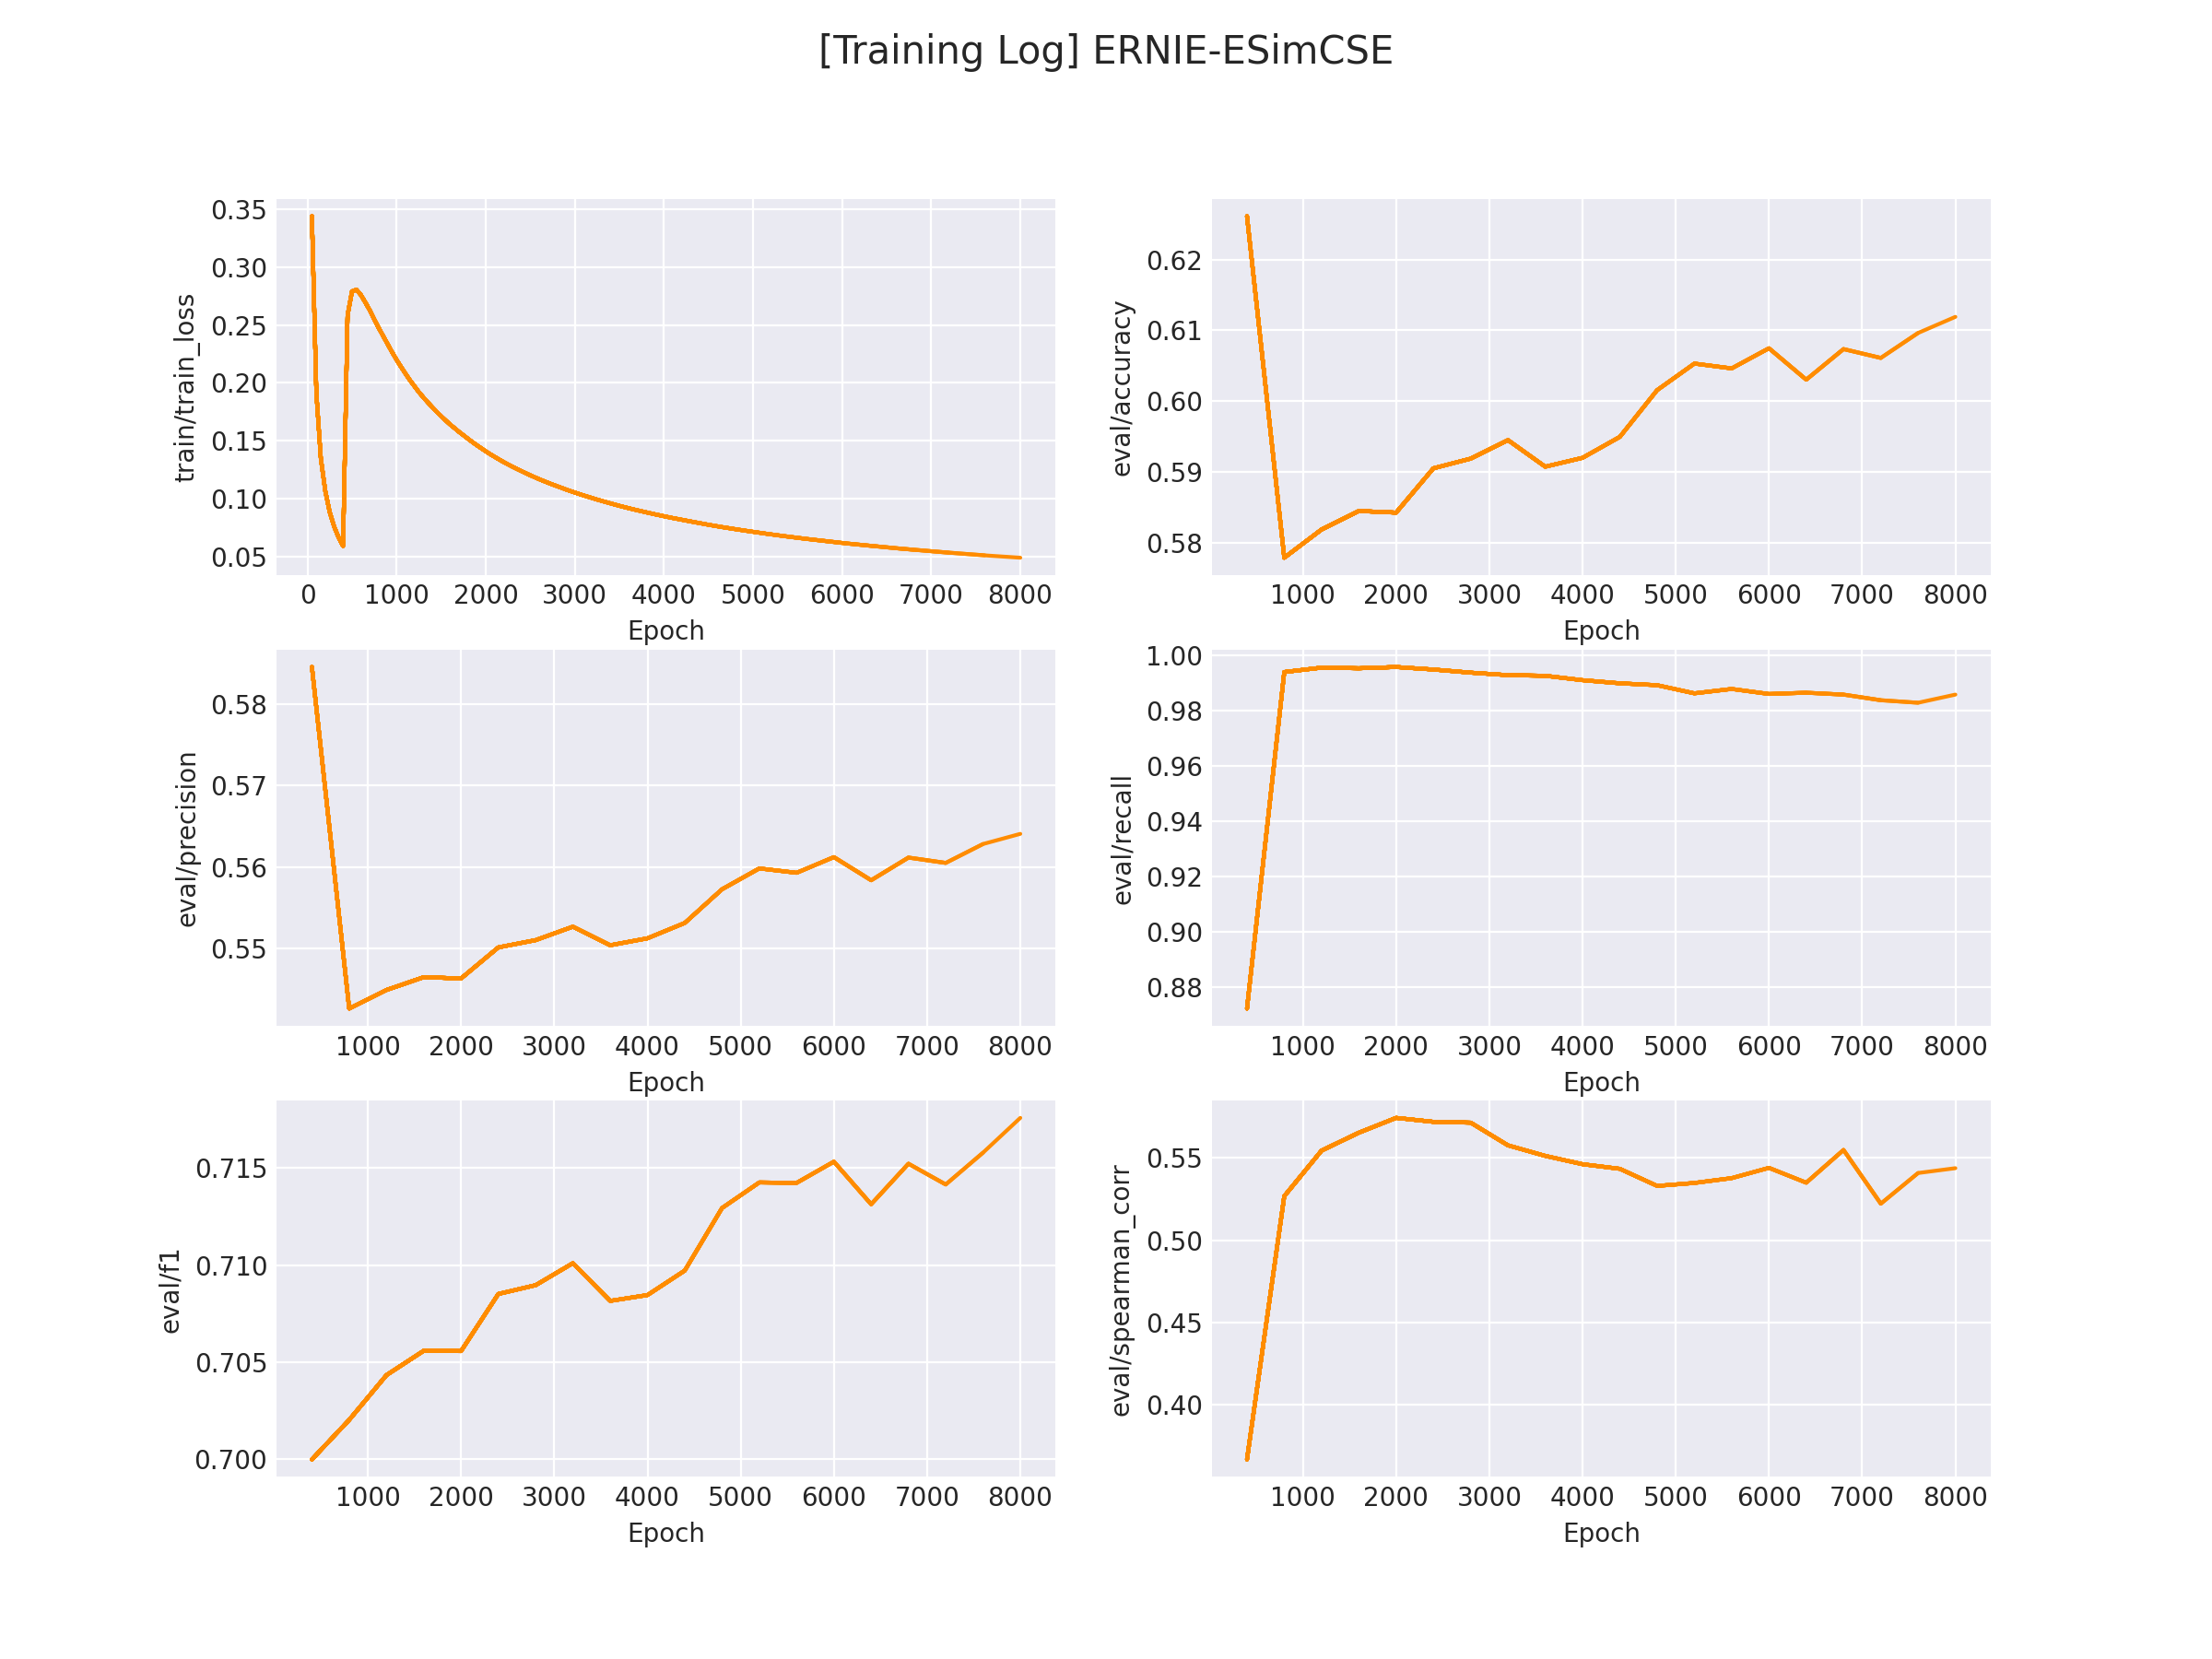 [Training Log] ERNIE-ESimCSE
train/train_loss
0.35
0.30
0.25
0.20
0.15
0.10
0.05
0 1000 2000 3000 4000 5000 6000 7000 8000
Epoch
eval/accuracy
0.62
0.61
0.60
0.59
0.58
1000 2000 3000 4000 5000 6000 7000 8000
Epoch
eval/precision
0.58
0.57
0.56
0.55
1000 2000 3000 4000 5000 6000 7000 8000
Epoch
eval/recall
1.00
0.98
0.96
0.94
0.92
0.90
0.88
1000 2000 3000 4000 5000 6000 7000 8000
Epoch
eval/f1
0.715
0.710
0.705
0.700
1000 2000 3000 4000 5000 6000 7000 8000
Epoch
eval/spearman_corr
0.55
0.50
0.45
0.40
1000 2000 3000 4000 5000 6000 7000 8000
Epoch